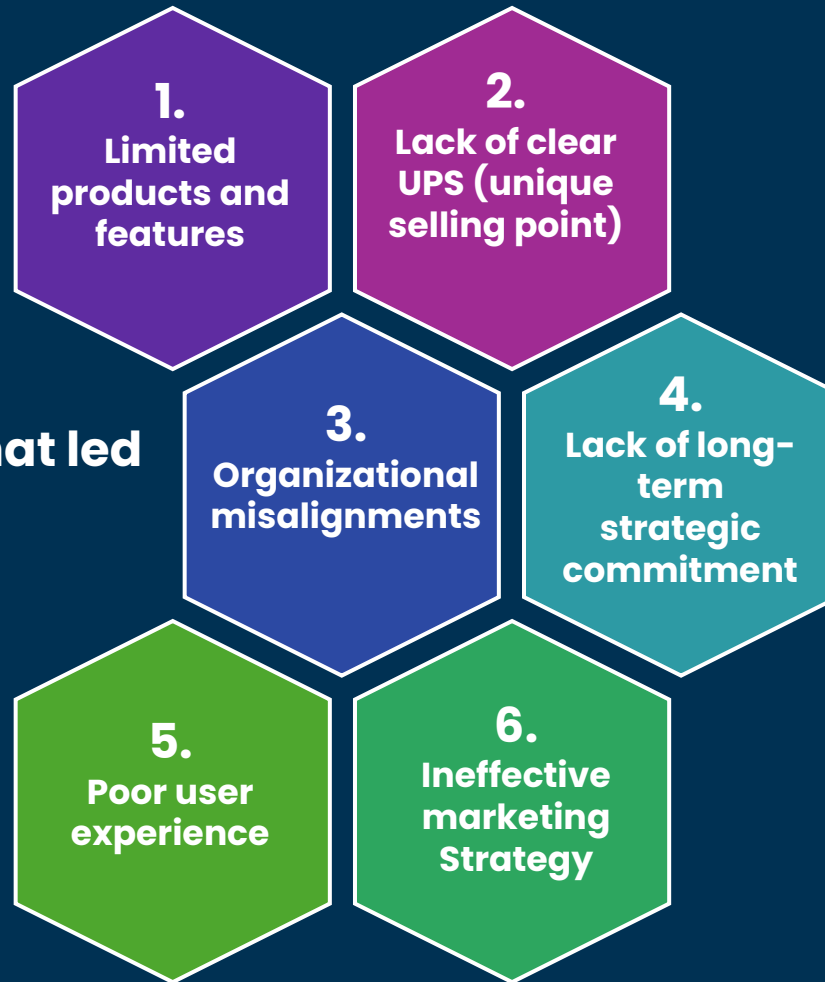 1.
Limited
products and
features
2.
Lack of clear
UPS (unique
selling point)
at led
3.
Organizational
misalignments
4.
Lack of long-
term
strategic
commitment
5.
Poor user
experience
6.
Ineffective
marketing
Strategy